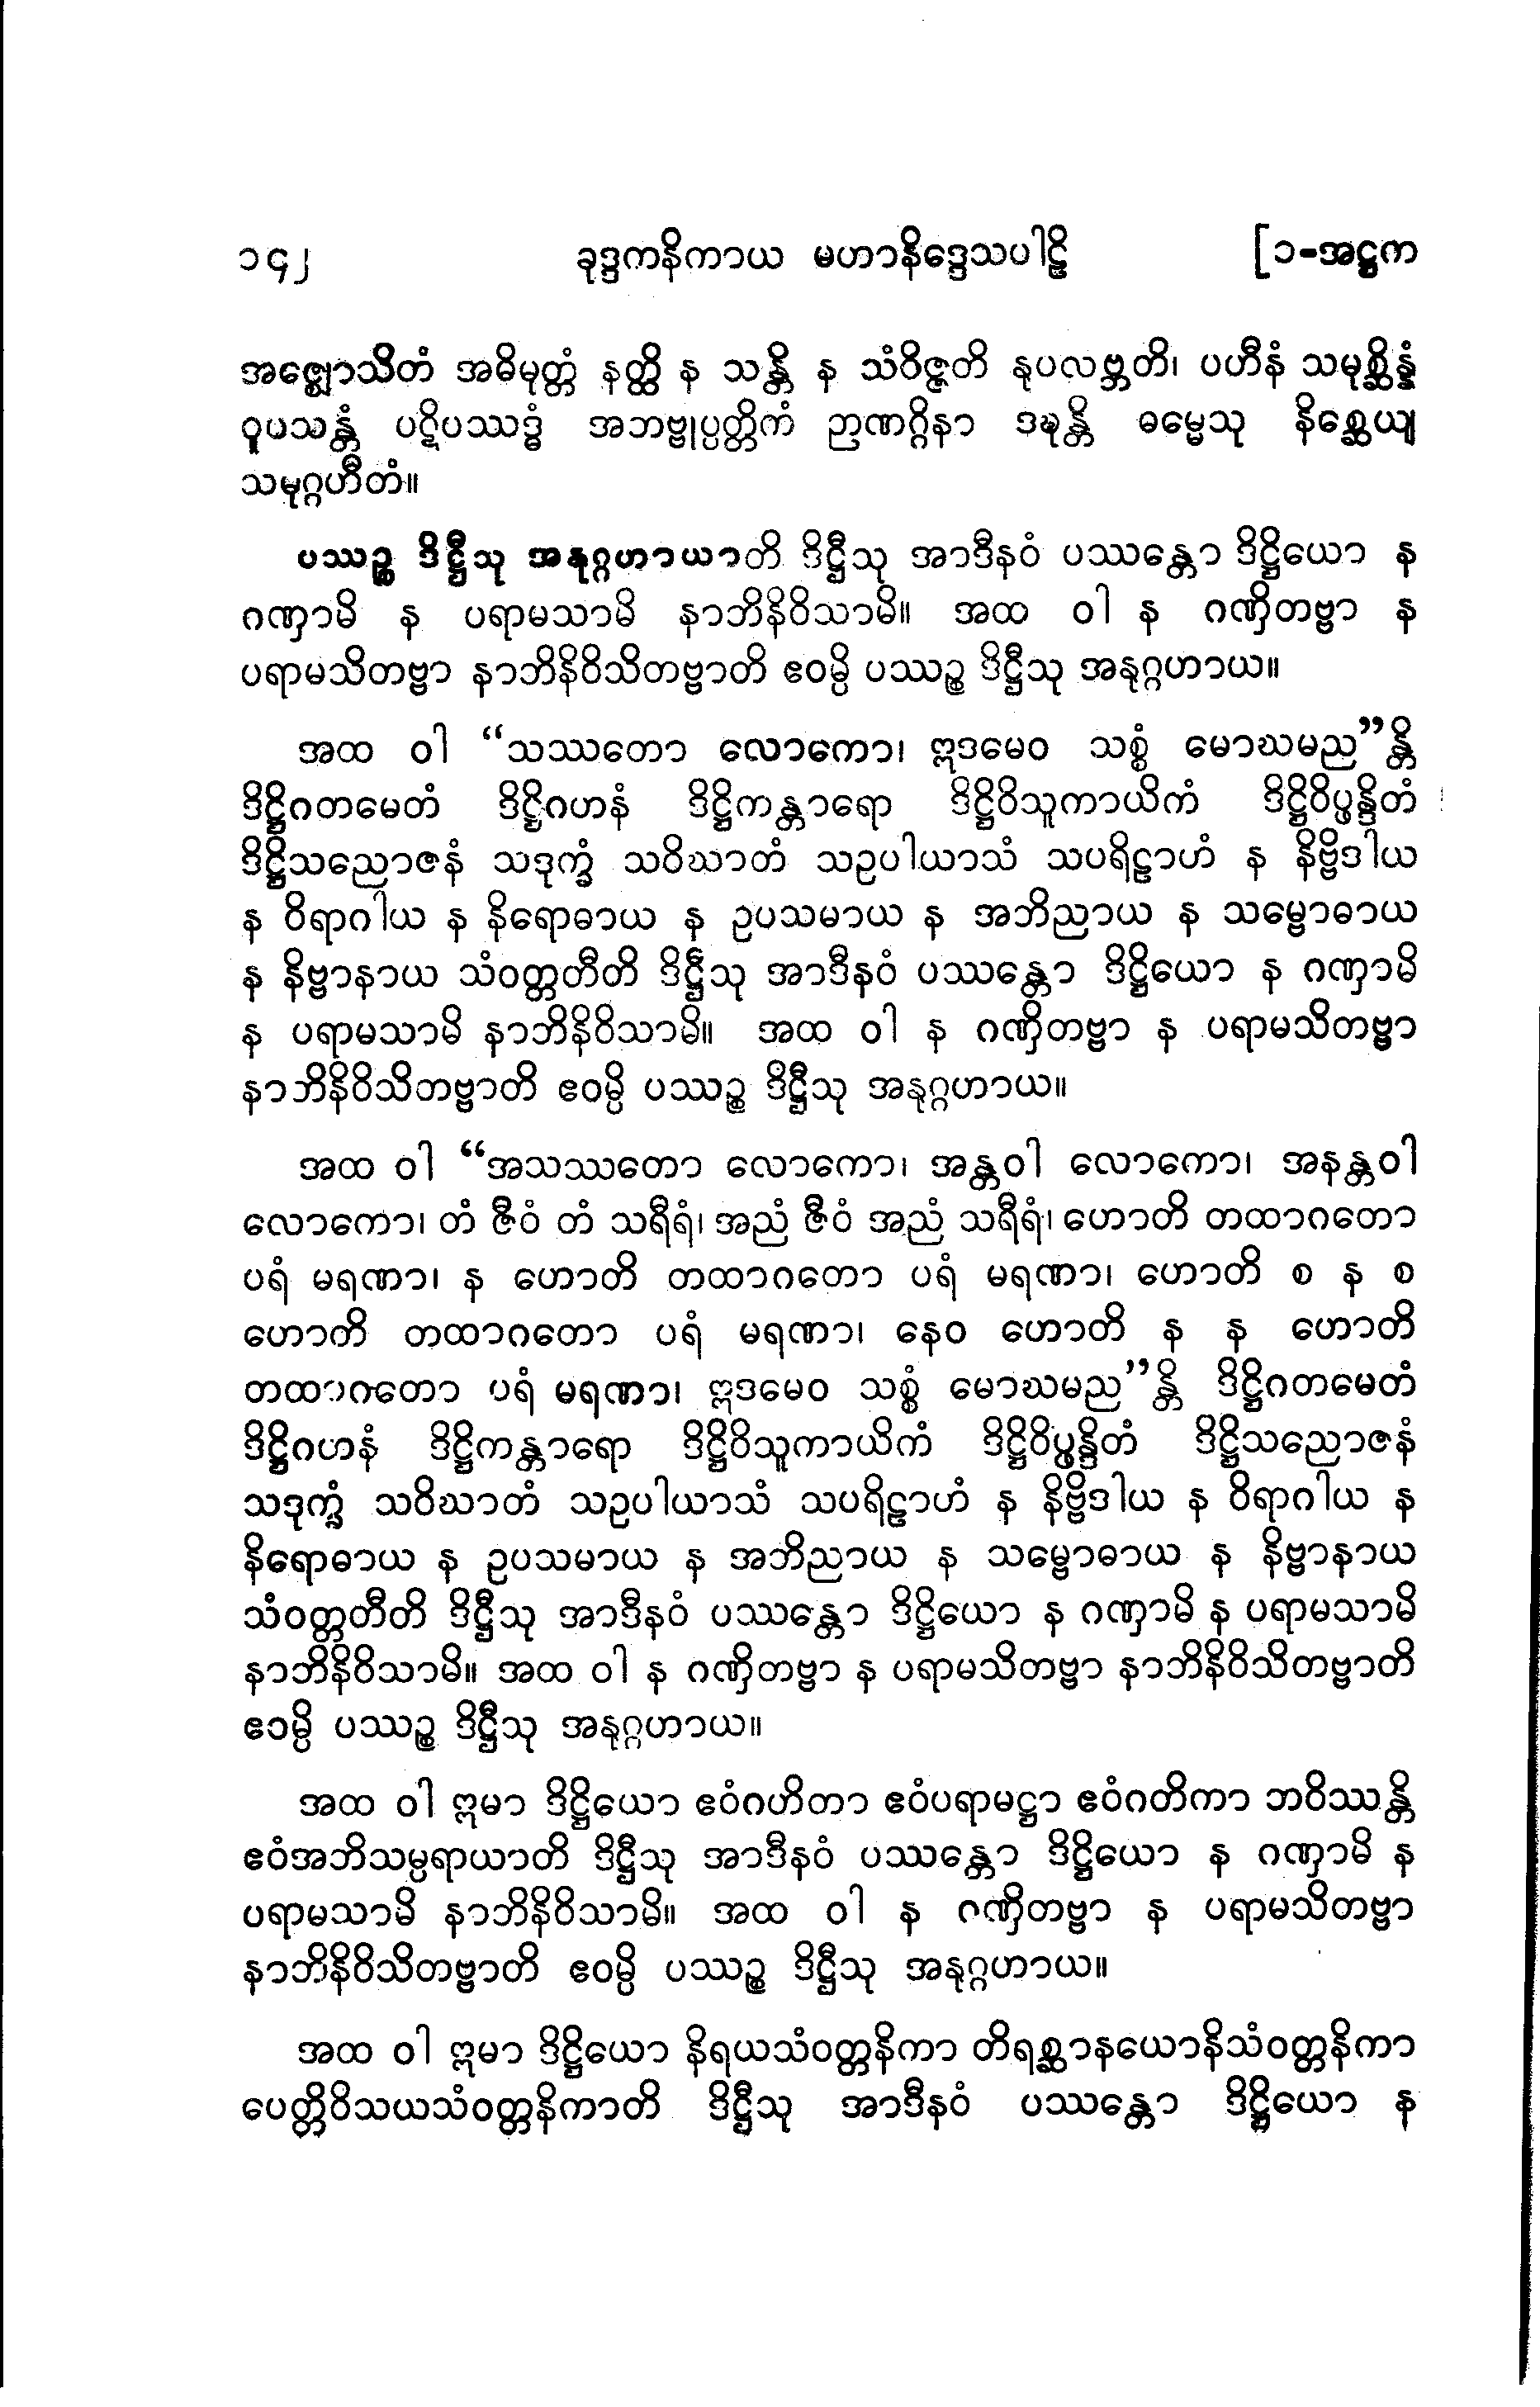 ၁၄၂ ခုဒ္ဒကနိကာယ မဟာနိဒ္ဒေသပါဠိ [၁-အဋ္ဌက
အဇ္ဈောသိတံ အဓိမုတ္တံ နတ္ထိ န သန္တိ န သံဝိဇ္ဇတိ နုပလဗ္ဘတိ၊ ပဟီနံ သမုစ္ဆိန္နံ
ဝူပသန္တံ ပဋိပဿဒ္ဓံ အဘဗ္ဗုပ္ပတ္တိကံ ဉာဏဂ္ဂိနာ ဒဍ္ဎန္တိ ဓမ္မေသု နိစ္ဆေယျ
သမုဂ္ဂဟီတံ။
ပဿဉ္စ ဒိဋ္ဌီသု အနုဂ္ဂဟာယာတိ ဒိဋ္ဌီသု အာဒီနဝံ ပဿန္တော ဒိဋ္ဌိယော န
ဂဏှာမိ န ပရာမသာမိ နာဘိနိဝိသာမိ။ အထ ဝါ န ဂဏှိတဗ္ဗာ န
ပရာမသိတဗ္ဗာ နာဘိနိဝိသိတဗ္ဗာတိ ဧဝမ္ပိ ပဿဉ္စ ဒိဋ္ဌီသု အနုဂ္ဂဟာယ။
အထ ဝါ “သဿတော လောကော၊ ဣဒမေဝ သစ္စံ မောဃမည”န္တိ
ဒိဋ္ဌိဂတမေတံ ဒိဋ္ဌိဂဟနံ ဒိဋ္ဌိကန္တာရော ဒိဋ္ဌိဝိသူကာယိကံ ဒိဋ္ဌိဝိပ္ဖန္ဒိတံ
ဒိဋ္ဌိသညောဇနံ သဒုက္ခံ သဝိဃာတံ သဥပါယာသံ သပရိဠာဟံ န နိဗ္ဗိဒါယ
န ဝိရာဂါယ န နိရောဓာယ န ဥပသမာယ န အဘိညာယ န သမ္ဗောဓာယ
န နိဗ္ဗာနာယ သံဝတ္တတီတိ ဒိဋ္ဌီသု အာဒီနဝံ ပဿန္တော ဒိဋ္ဌိယော န ဂဏှာမိ
န ပရာမသာမိ နာဘိနိဝိသာမိ။ အထ ဝါ န ဂဏှိတဗ္ဗာ န ပရာမသိတဗ္ဗာ
နာဘိနိဝိသိတဗ္ဗာတိ ဧဝမ္ပိ ပဿဉ္စ ဒိဋ္ဌီသု အနုဂ္ဂဟာယ။
အထ ဝါ “အသဿတော လောကော၊ အန္တဝါ လောကော၊ အနန္တဝါ
လောကော၊ တံ ဇီဝံ တံ သရီရံ၊ အညံ ဇီဝံ အညံ သရီရံ၊ ဟောတိ တထာဂတော
ပရံ မရဏာ၊ န ဟောတိ တထာဂတော ပရံ မရဏာ၊ ဟောတိ စ န စ
ဟောတိ တထာဂတော ပရံ မရဏာ၊ နေဝ ဟောတိ န န ဟောတိ
တထာဂတော ပရံ မရဏာ၊ ဣဒမေဝ သစ္စံ မောဃမည”န္တိ ဒိဋ္ဌိဂတမေတံ
ဒိဋ္ဌိဂဟနံ ဒိဋ္ဌိကန္တာရော ဒိဋ္ဌိဝိသူကာယိကံ ဒိဋ္ဌိဝိပ္ဖန္ဒိတံ ဒိဋ္ဌိသညောဇနံ
သဒုက္ခံ သဝိဃာတံ သဥပါယာသံ သပရိဠာဟံ န နိဗ္ဗိဒါယ န ဝိရာဂါယ န
နိရောဓာယ န ဥပသမာယ န အဘိညာယ န သမ္ဗောဓာယ န နိဗ္ဗာနာယ
သံဝတ္တတီတိ ဒိဋ္ဌီသု အာဒီနဝံ ပဿန္တော ဒိဋ္ဌိယော န ဂဏှာမိ န ပရာမသာမိ
နာဘိနိဝိသာမိ။ အထ ဝါ န ဂဏှိတဗ္ဗာ န ပရာမသိတဗ္ဗာ နာဘိနိဝိသိတဗ္ဗာတိ
ဧဝမ္ပိ ပဿဉ္စ ဒိဋ္ဌီသု အနုဂ္ဂဟာယ။
အထ ဝါ ဣမာ ဒိဋ္ဌိယော ဧဝံဂဟိတာ ဧဝံပရာမဋ္ဌာ ဧဝံဂတိကာ ဘဝိဿန္တိ
ဧဝံအဘိသမ္ပရာယာတိ ဒိဋ္ဌီသု အာဒီနဝံ ပဿန္တော ဒိဋ္ဌိယော န ဂဏှာမိ န
ပရာမသာမိ နာဘိနိဝိသာမိ။ အထ ဝါ န ဂဏှိတဗ္ဗာ န ပရာမသိတဗ္ဗာ
နာဘိနိဝိသိတဗ္ဗာတိ ဧဝမ္ပိ ပဿဉ္စ ဒိဋ္ဌီသု အနုဂ္ဂဟာယ။
အထ ဝါ ဣမာ ဒိဋ္ဌိယော နိရယသံဝတ္တနိကာ တိရစ္ဆာနယောနိသံဝတ္တနိကာ
ပေတ္တိဝိသယသံဝတ္တနိကာတိ ဒိဋ္ဌီသု အာဒီနဝံ ပဿန္တော ဒိဋ္ဌိယော န